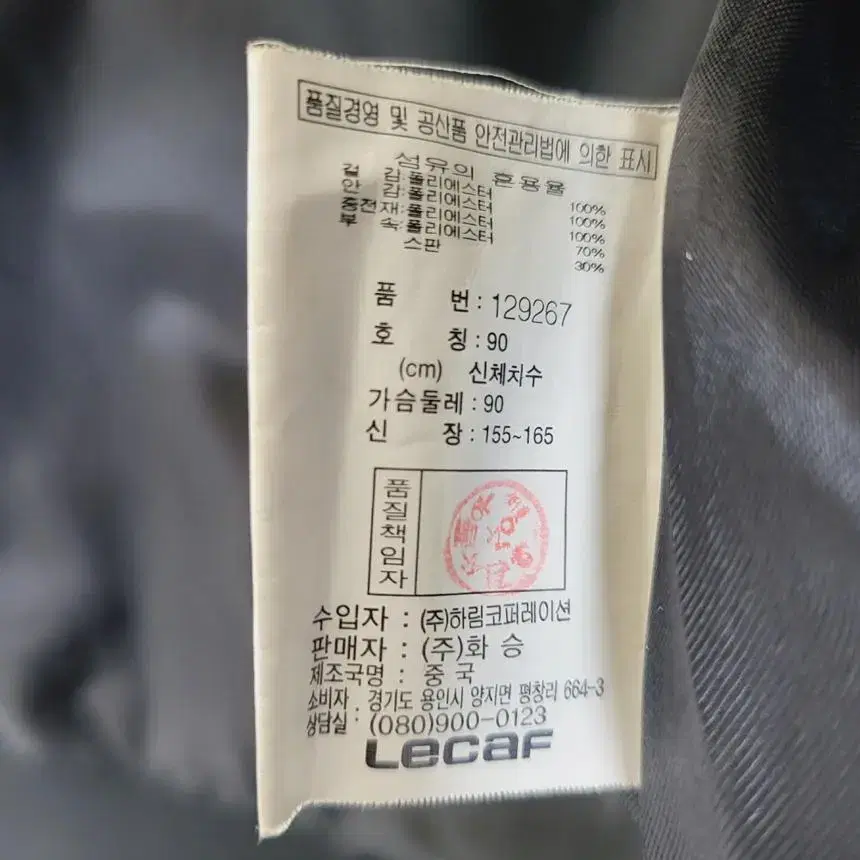 품질경영 및 공산품 안전관리법에 의한 표시
섬유의 혼용율
겉 감:폴리에스터 100%
안 감:폴리에스터 100%
충전재:폴리에스터 100%
부 속:폴리에스터 70%
스판 30%
품 번: 129267
호 칭: 90
(cm) 신체치수
가슴둘레: 90
신 장: 155~165
품질책임자
수입자 : (주)하림코퍼레이션
판매자 : (주)화 승
제조국명 : 중 국
소비자 : 경기도 용인시 양지면 평창리 664-3
상담실 : (080)900-0123
Lecaf